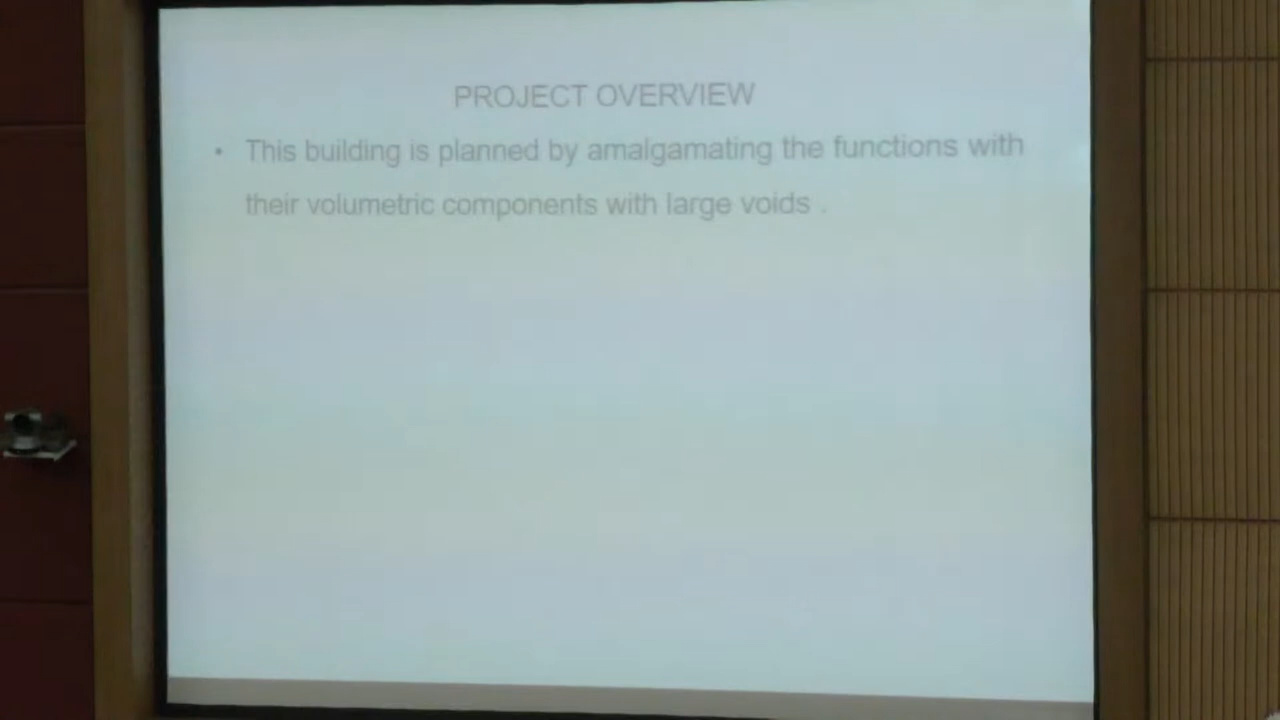 PROJECT OVERVIEW
• This building is planned by amalgamating the functions with
their volumetric components with large voids .